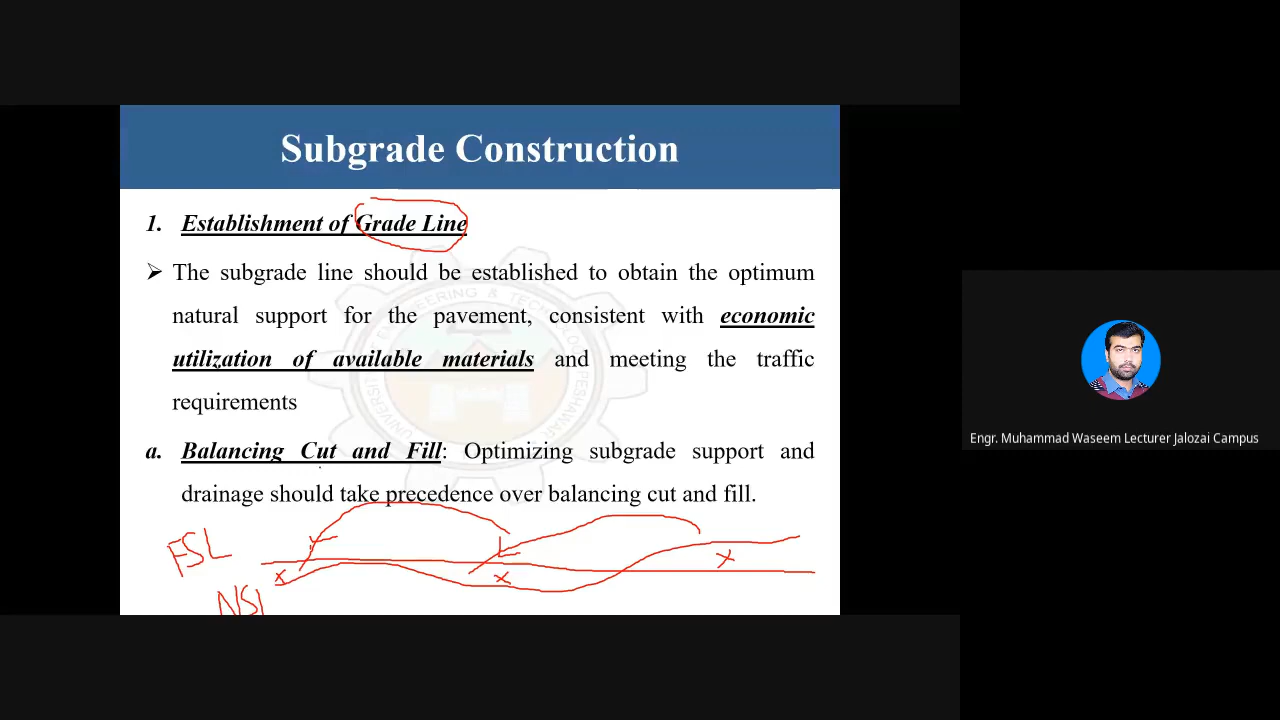 Subgrade Construction
1. Establishment of Grade Line
➢ The subgrade line should be established to obtain the optimum
natural support for the pavement, consistent with economic
utilization of available materials and meeting the traffic
requirements
a. Balancing Cut and Fill: Optimizing subgrade support and
drainage should take precedence over balancing cut and fill.
FSL
NSL
Engr. Muhammad Waseem Lecturer Jalozai Campus